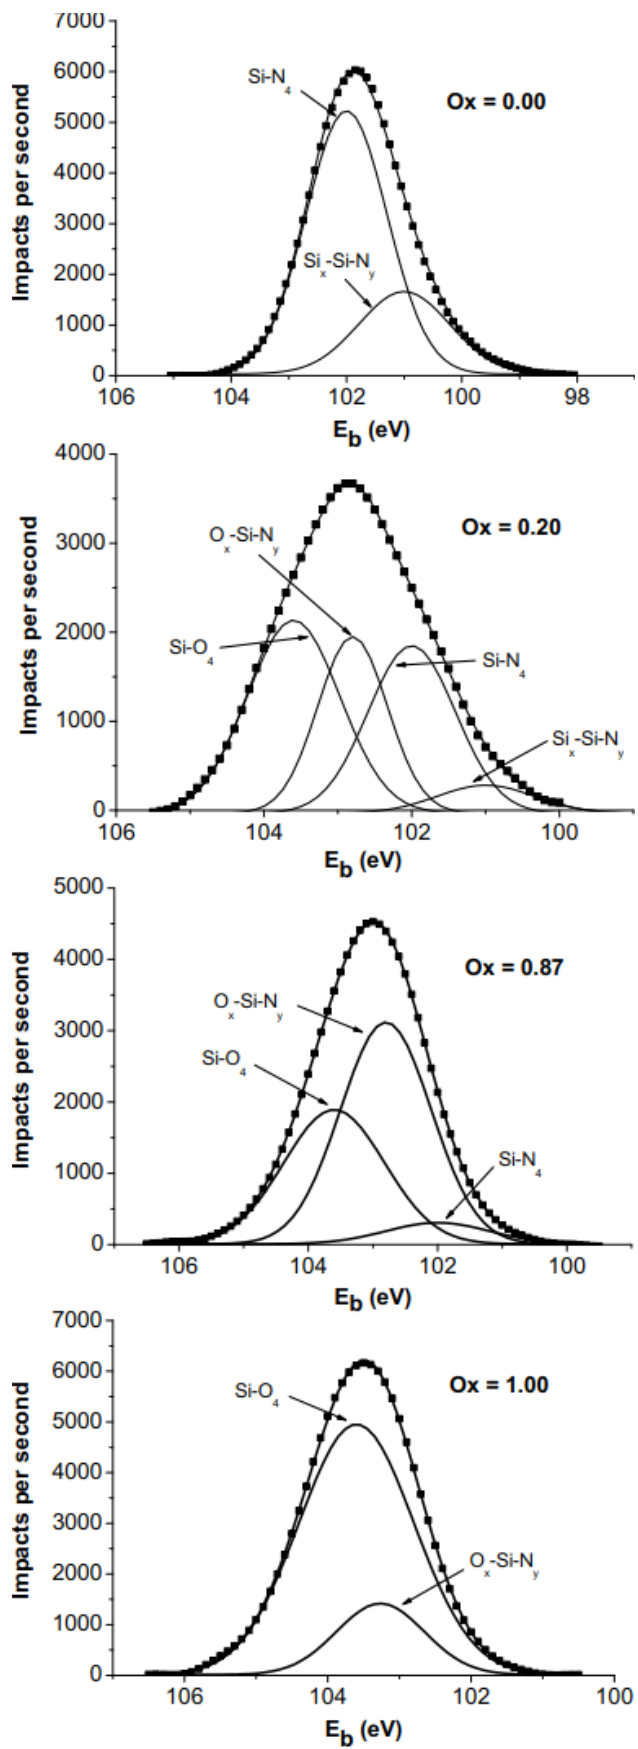 7000
6000
5000
4000
3000
2000
1000
0
Impacts per second
Si-N4
Six-Si-Ny
Ox = 0.00
106 104 102 100 98
Eb (eV)
4000
3000
2000
1000
0
Impacts per second
Ox-Si-Ny
Si-O4
Ox = 0.20
Si-N4
Six-Si-Ny
106 104 102 100
Eb (eV)
5000
4000
3000
2000
1000
0
Impacts per second
Ox = 0.87
Ox-Si-Ny
Si-O4
Si-N4
106 104 102 100
Eb (eV)
7000
6000
5000
4000
3000
2000
1000
0
Impacts per second
Si-O4
Ox = 1.00
Ox-Si-Ny
106 104 102 100
Eb (eV)